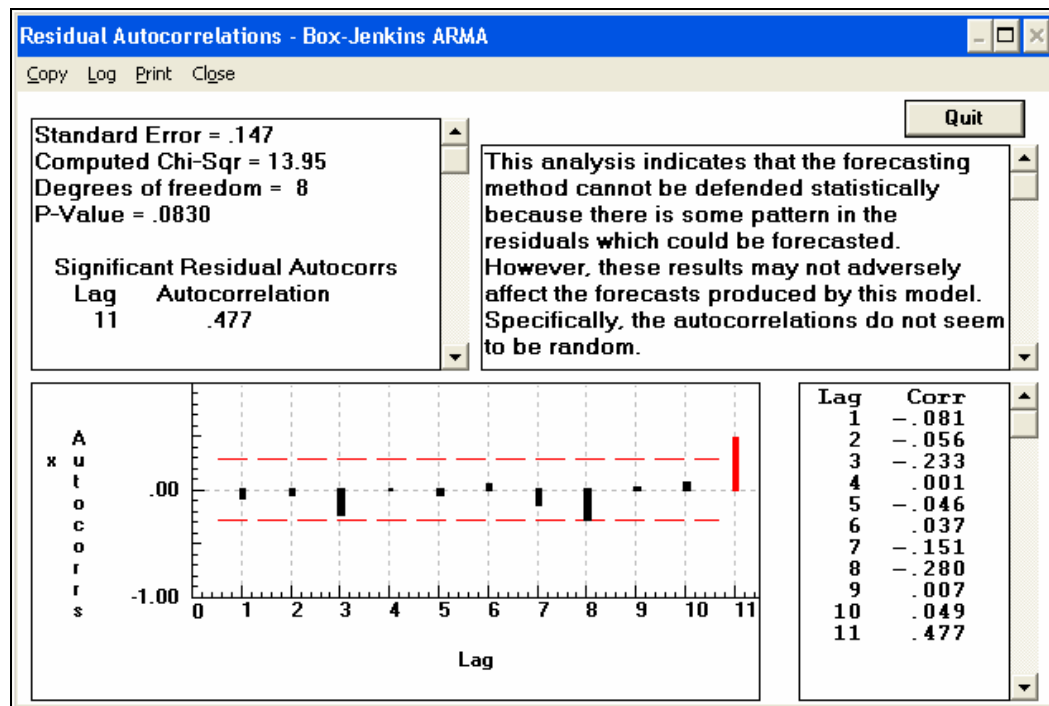 Residual Autocorrelations - Box-Jenkins ARMA
Copy Log Print Close
Quit
Standard Error = .147
Computed Chi-Sqr = 13.95
Degrees of freedom = 8
P-Value = .0830
Significant Residual Autocorrs
Lag Autocorrelation
11 .477
This analysis indicates that the forecasting
method cannot be defended statistically
because there is some pattern in the
residuals which could be forecasted.
However, these results may not adversely
affect the forecasts produced by this model.
Specifically, the autocorrelations do not seem
to be random.
x
Autocorrs
.00
-1.00
0 1 2 3 4 5 6 7 8 9 10 11
Lag
Lag Corr
1 -.081
2 -.056
3 -.233
4 .001
5 -.046
6 .037
7 -.151
8 -.280
9 .007
10 .049
11 .477